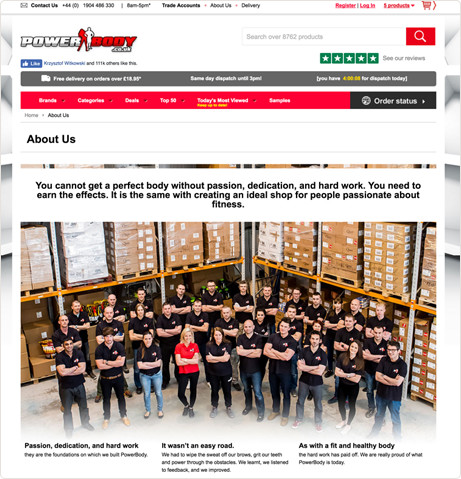 Contact Us +44 (0) 1904 486 330 | 8am-5pm* Trade Accounts About Us Delivery Register | Log In 5 products
POWER BODY
.co.uk
Search over 8762 products
Like Krzysztof Wilkowski and 1174 others like this.
See our reviews
Free delivery on orders over £18.95* Same day dispatch until 3pm! [you have 4:00:08 for dispatch today]
Brands Categories Deals Top 50 Today's Most Viewed Samples Order status
Keep up to date!
Home About Us
About Us
You cannot get a perfect body without passion, dedication, and hard work. You need to
earn the effects. It is the same with creating an ideal shop for people passionate about
fitness.
Passion, dedication, and hard work
they are the foundations on which we built PowerBody.
It wasn't an easy road.
We had to wipe the sweat off our brows, grit our teeth
and power through the obstacles. We learnt, we listened
to feedback, and we improved.
As with a fit and healthy body
the hard work has paid off. We are really proud of what
PowerBody is today.